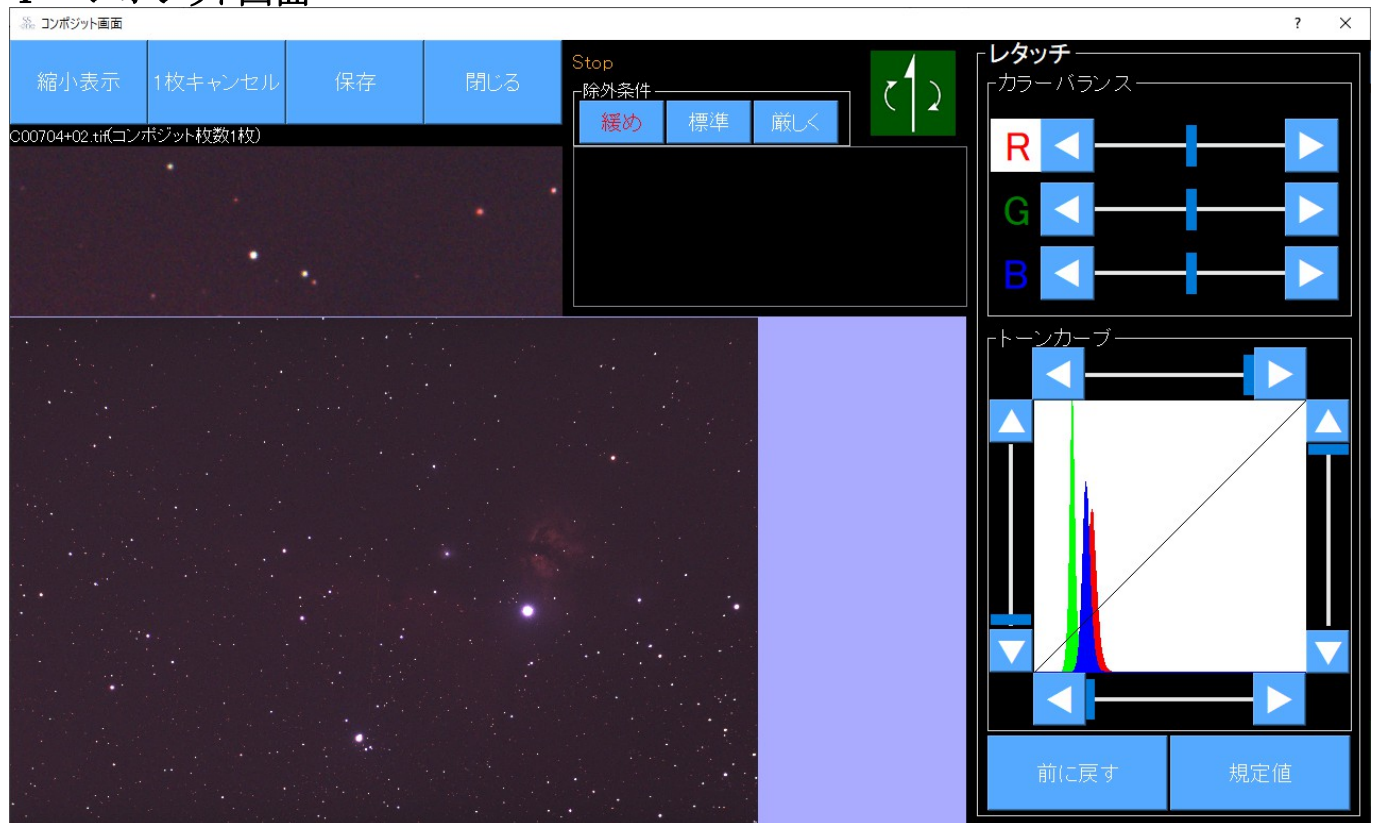 コンポジット画面
? ×
縮小表示 1枚キャンセル 保存 閉じる
Stop
除外条件
緩め 標準 厳しく
C00704+02.tif(コンポジット枚数1枚)
レタッチ
カラーバランス
R
G
B
トーンカーブ
前に戻す 規定値